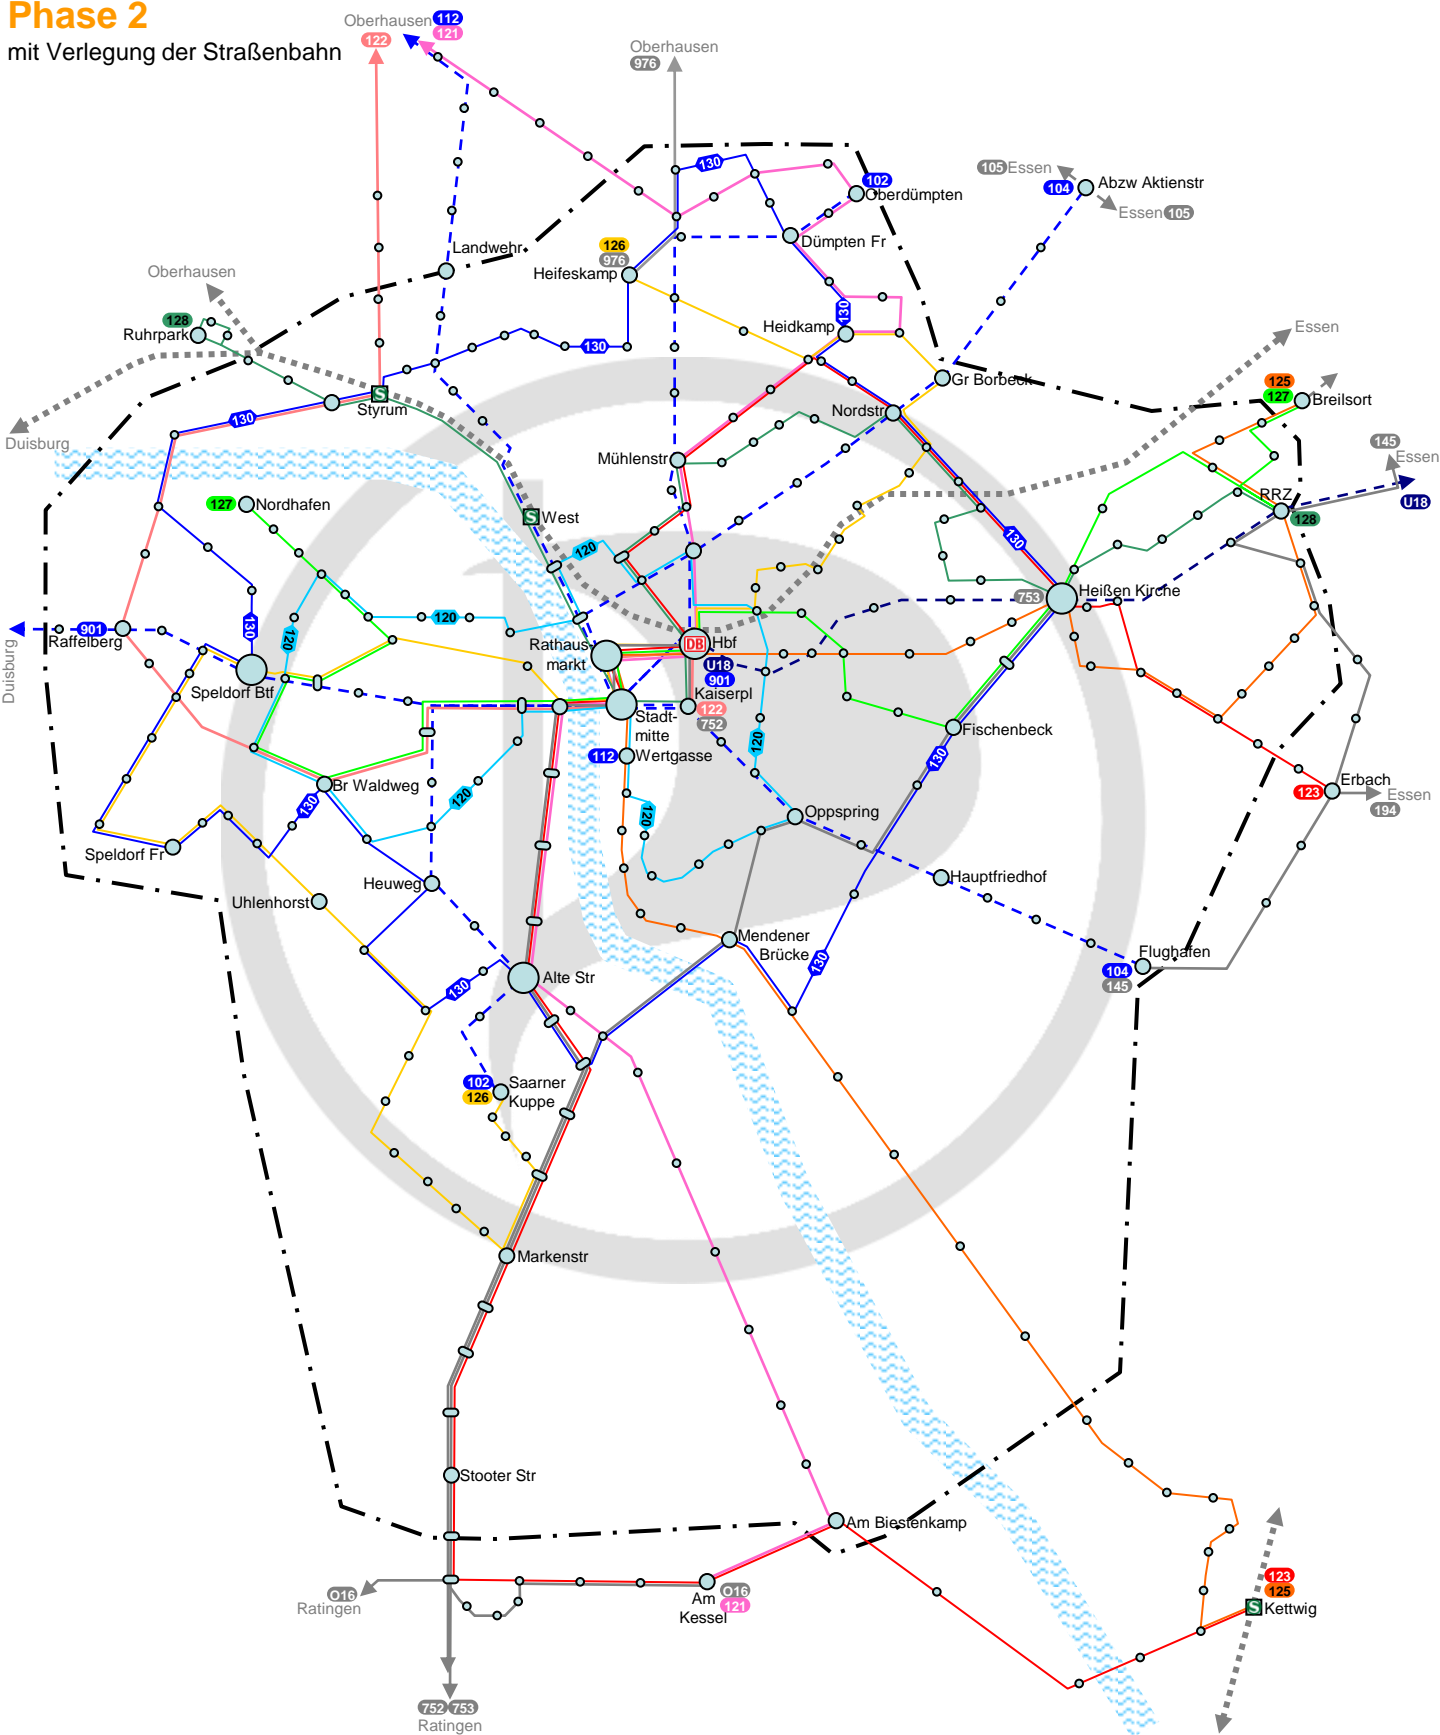 Phase 2
mit Verlegung der Straßenbahn
Oberhausen
112
121
122
Oberhausen
976
130
102
Oberdümpten
105 Essen
104
Abzw Aktienstr
Essen 105
Landwehr
Dümpten Fr
126
976
Heifeskamp
Oberhausen
128
Ruhrpark
130
Heidkamp
130
Essen
Gr Borbeck
125
127
Breilsort
S
Styrum
130
Nordstr
Duisburg
145
Essen
Mühlenstr
RRZ
U18
128
127
Nordhafen
S
West
120
130
753
Heißen Kirche
120
901
Raffelberg
130
120
Duisburg
Rathaus
markt
DB
Hbf
U18
901
Speldorf Btf
Kaiserpl
122
752
Stadt-
mitte
Fischenbeck
120
112
Wertgasse
130
Br Waldweg
120
130
120
Oppspring
Erbach
123
Essen
194
Speldorf Fr
Heuweg
Hauptfriedhof
Uhlenhorst
Mendener
Brücke
130
Flughafen
104
145
Alte Str
130
102
126
Saarner
Kuppe
Markenstr
Stooter Str
Am Biestenkamp
O16
Ratingen
Am
Kessel
O16
121
123
125
S
Kettwig
752 753
Ratingen